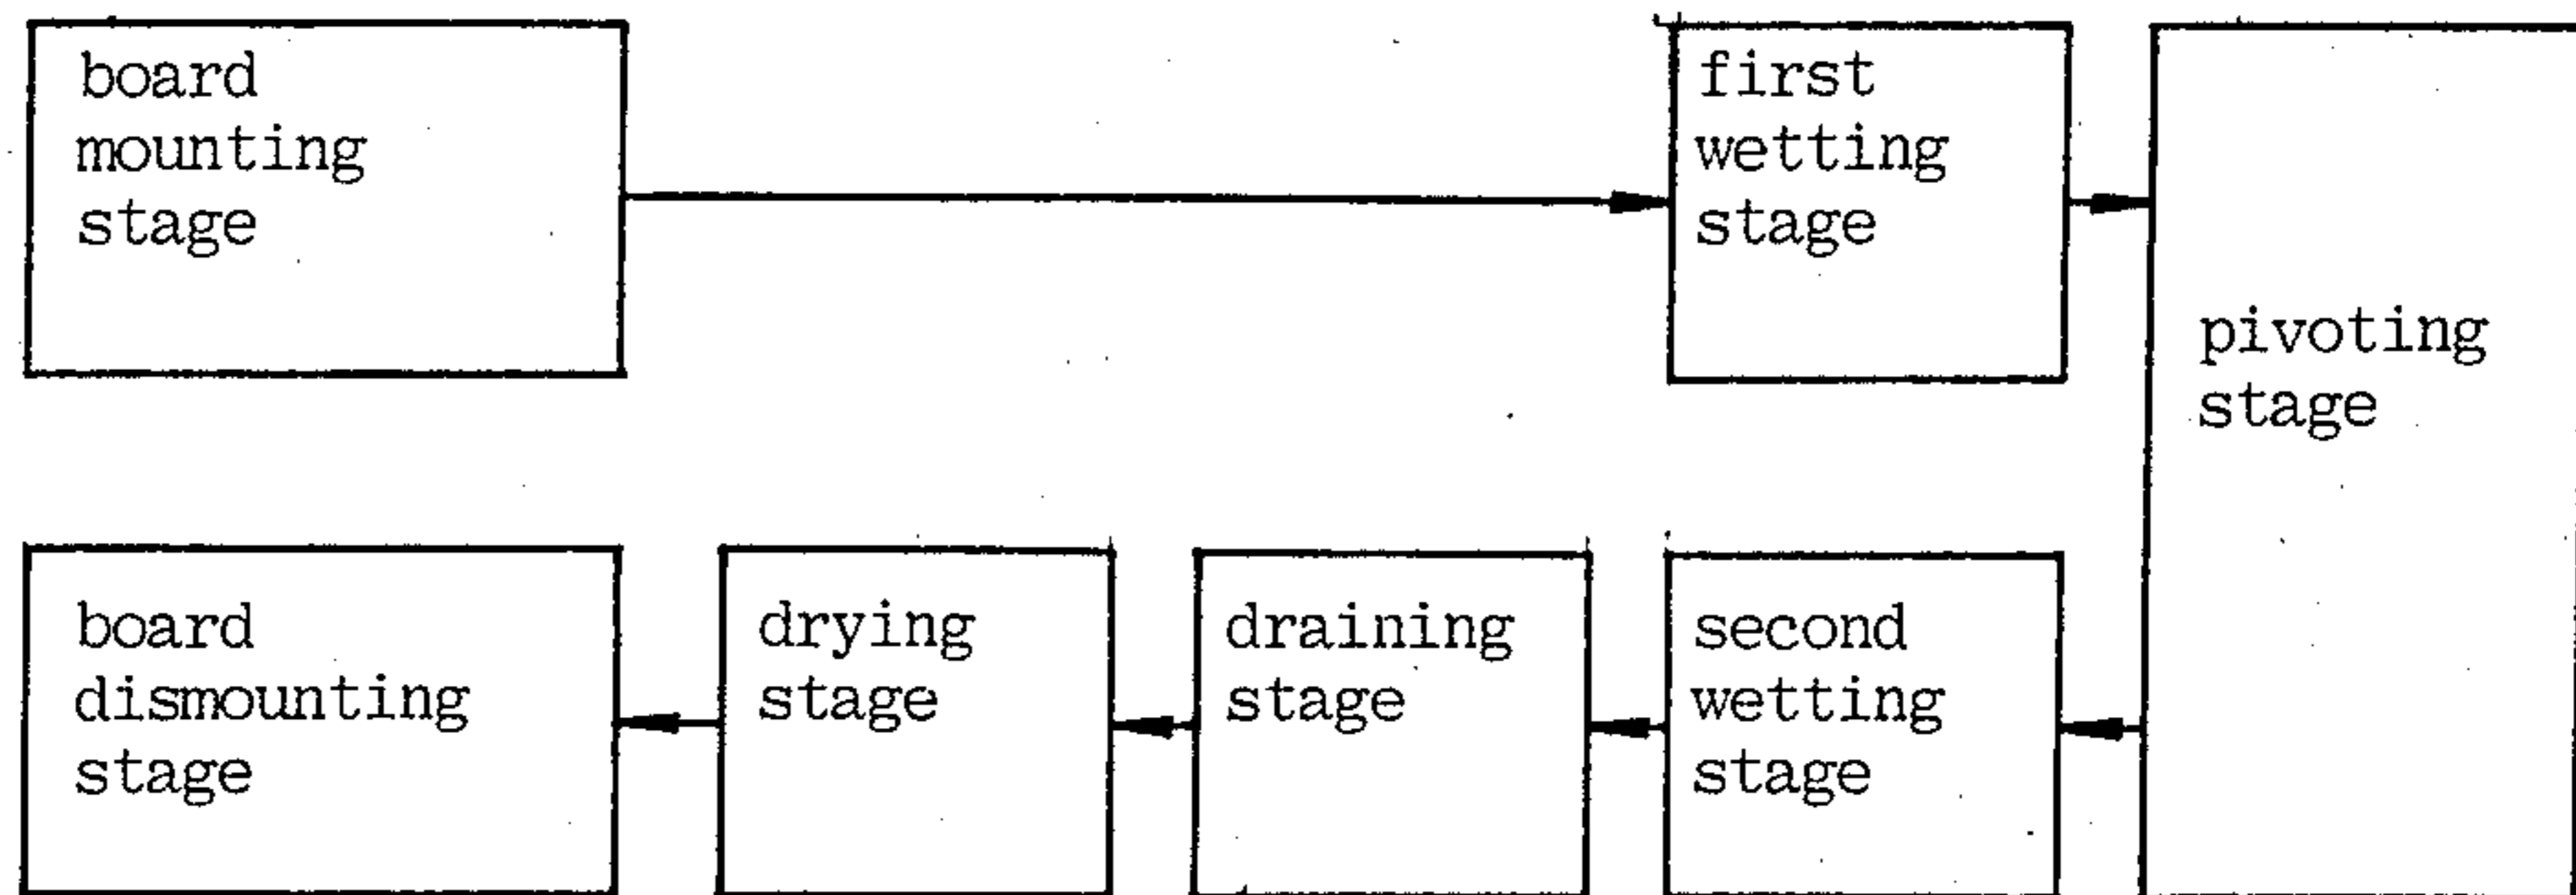 board
mounting
stage
first
wetting
stage
pivoting
stage
board
dismounting
stage
drying
stage
draining
stage
second
wetting
stage